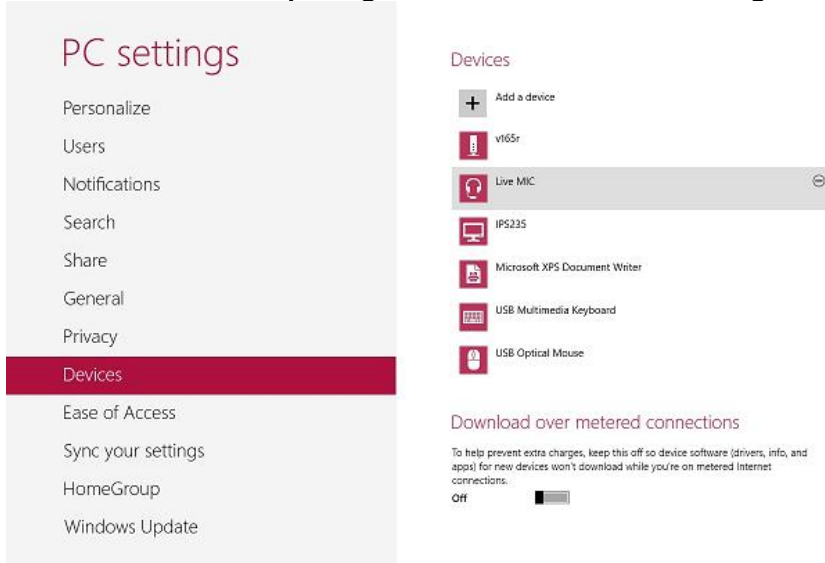 PC settings
Personalize
Users
Notifications
Search
Share
General
Privacy
Devices
Ease of Access
Sync your settings
HomeGroup
Windows Update
Devices
Add a device
v165r
Live MIC
IPS235
Microsoft XPS Document Writer
USB Multimedia Keyboard
USB Optical Mouse
Download over metered connections
To help prevent extra charges, keep this off so device software (drivers, info, and
apps) for new devices won't download while you're on metered Internet
connections.
Off